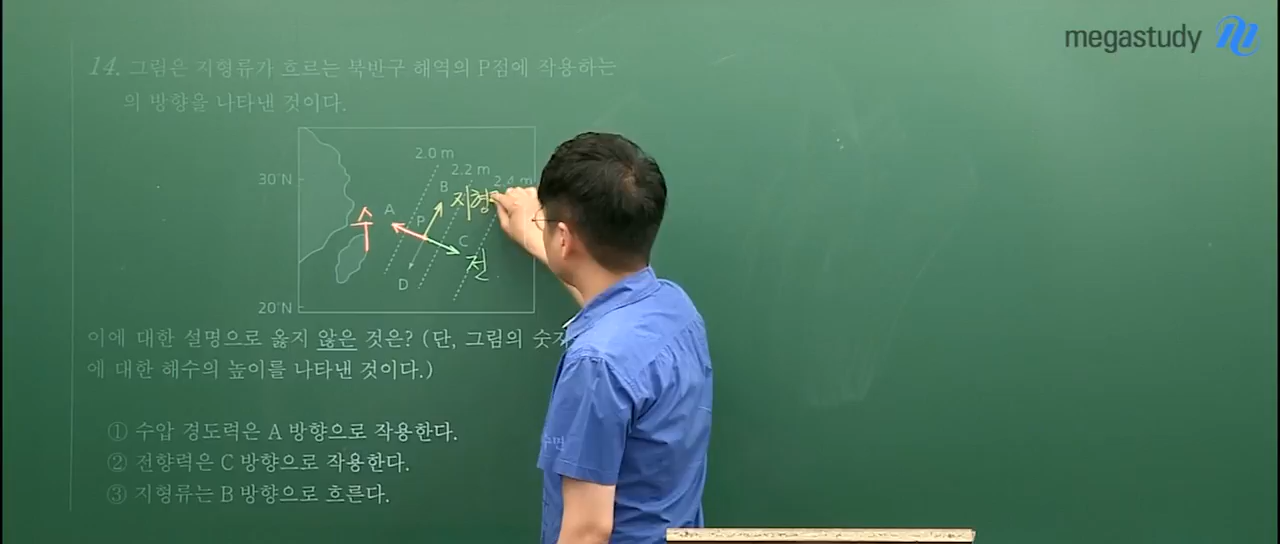 megastudy
14. 그림은 지형류가 흐르는 북반구 해역의 P점에 작용하는
의 방향을 나타낸 것이다.
2.0 m
2.2 m
2.4 m
30°N
B
지형
A
수
P
C
전
D
20°N
이에 대한 설명으로 옳지 않은 것은? (단, 그림의 숫자
에 대한 해수의 높이를 나타낸 것이다.)
① 수압 경도력은 A 방향으로 작용한다.
② 전향력은 C 방향으로 작용한다.
③ 지형류는 B 방향으로 흐른다.